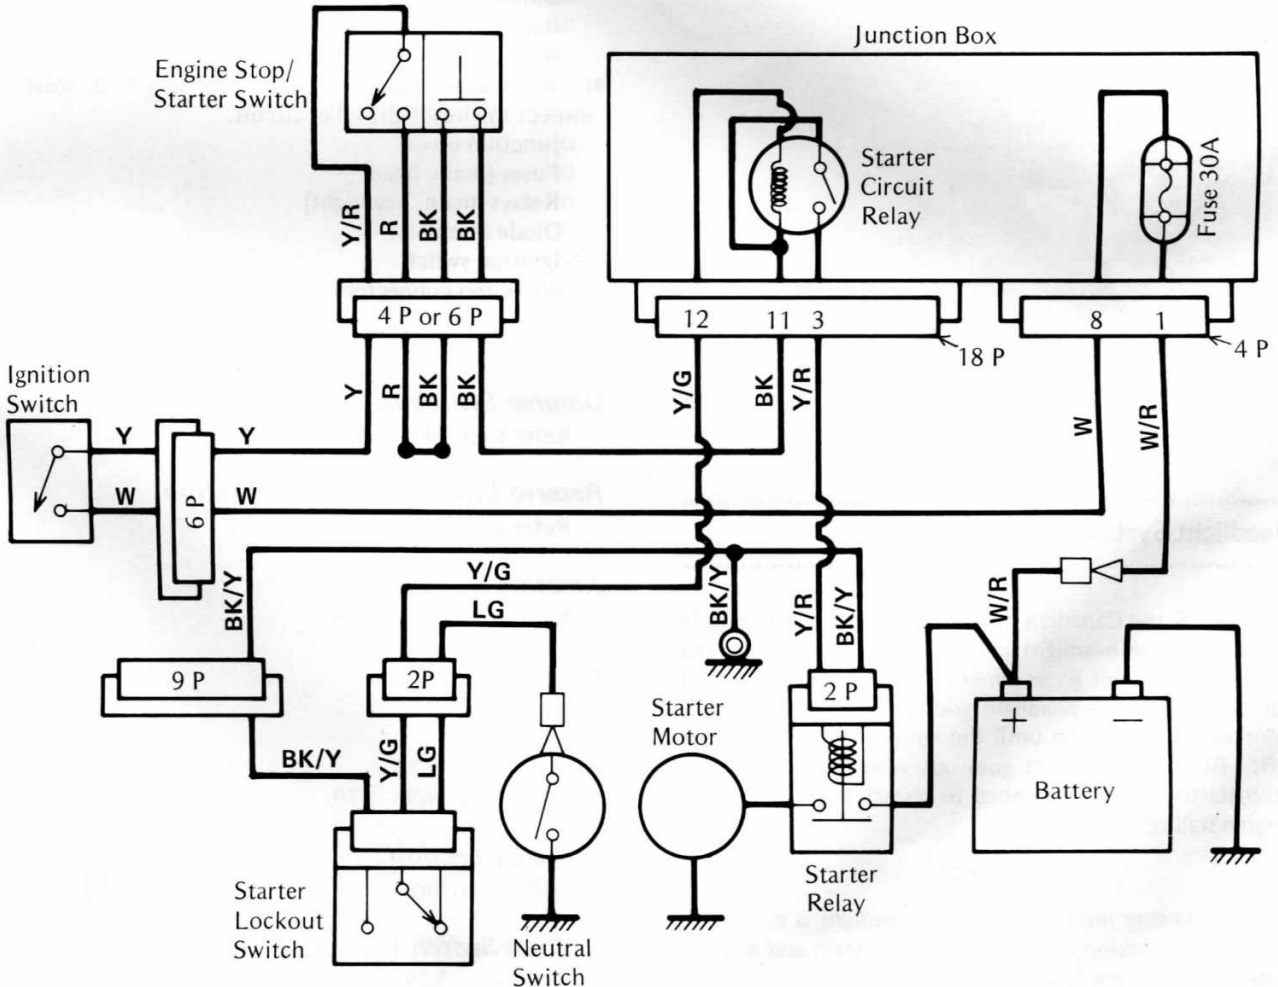 Junction Box
Engine Stop/
Starter Switch
Starter
Circuit
Relay
Fuse 30A
Y/R
R
BK
BK
4 P or 6 P
12
11
3
8
1
18 P
4 P
Ignition
Switch
Y
R
BK
BK
Y/G
BK
Y/R
W
W/R
Y
Y
W
W
6 P
BK/Y
Y/G
LG
BK/Y
Y/R
BK/Y
W/R
9 P
2P
2 P
Starter
Motor
+
−
BK/Y
Y/G
LG
Battery
Starter
Lockout
Switch
Neutral
Switch
Starter
Relay